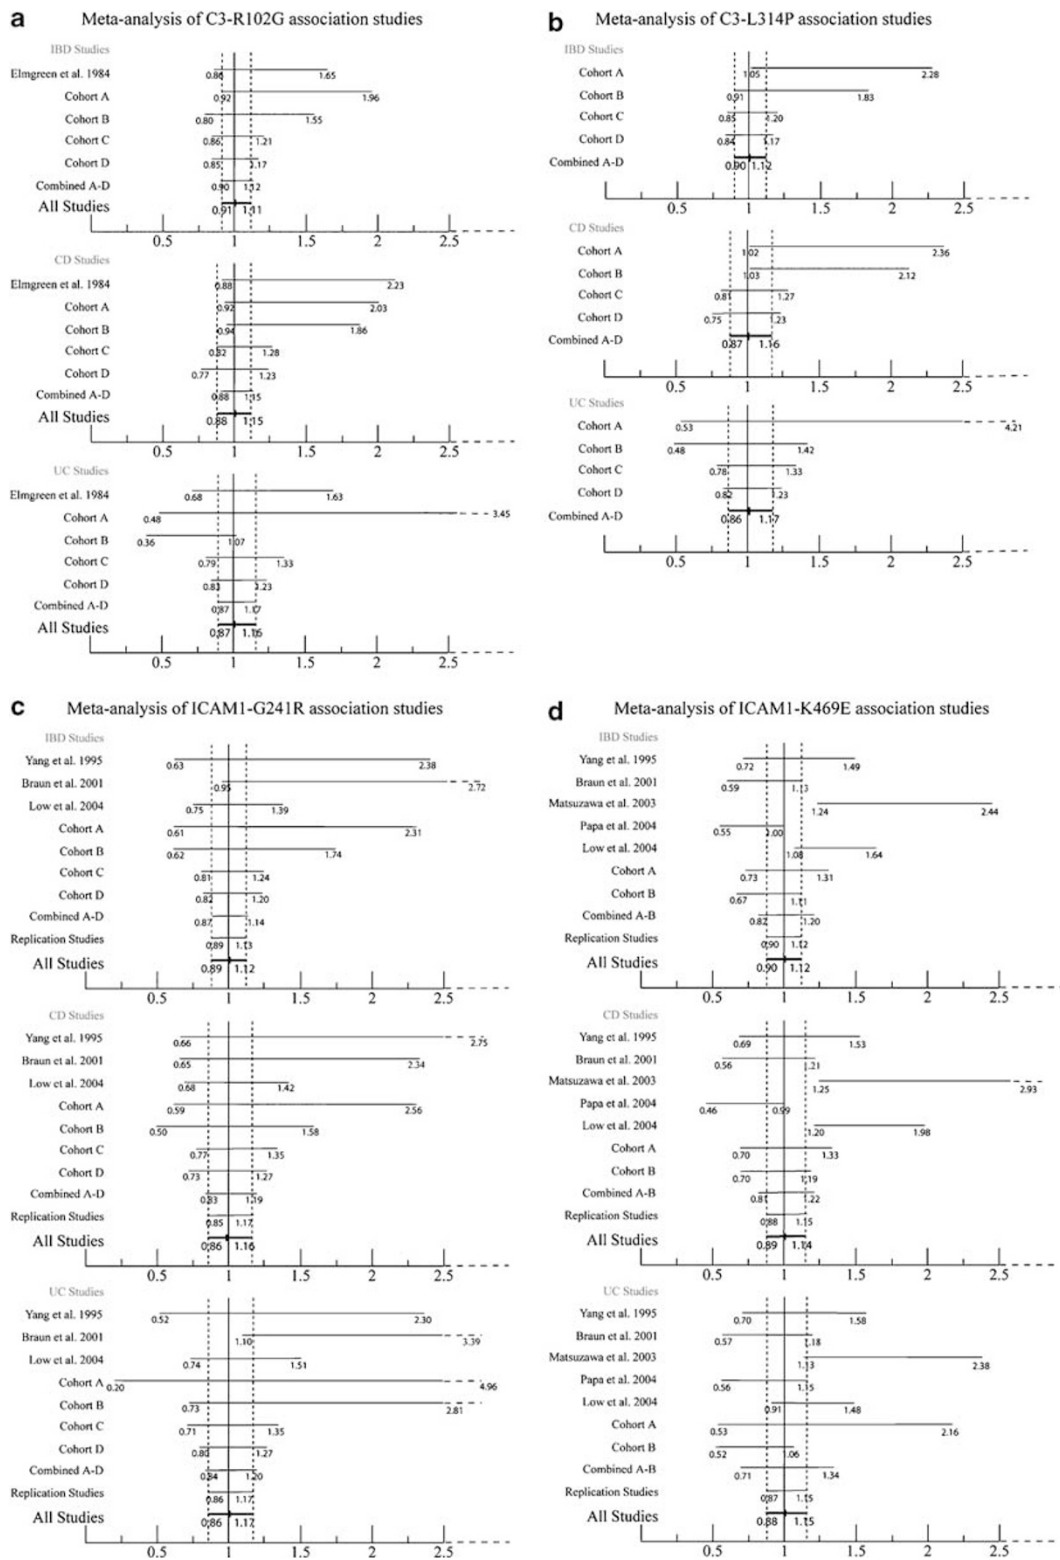 a Meta-analysis of C3-R102G association studies
IBD Studies
Elmgreen et al. 1984 0.86 1.65
Cohort A 0.92 1.96
Cohort B 0.80 1.55
Cohort C 0.86 1.21
Cohort D 0.85 1.17
Combined A-D 0.90 1.12
All Studies 0.91 1.11
0.5 1 1.5 2 2.5
CD Studies
Elmgreen et al. 1984 0.88 2.23
Cohort A 0.92 2.03
Cohort B 0.94 1.86
Cohort C 0.82 1.28
Cohort D 0.77 1.23
Combined A-D 0.88 1.15
All Studies 0.88 1.15
0.5 1 1.5 2 2.5
UC Studies
Elmgreen et al. 1984 0.68 1.63
Cohort A 0.48 3.45
Cohort B 0.36 1.07
Cohort C 0.79 1.33
Cohort D 0.83 1.23
Combined A-D 0.87 1.17
All Studies 0.87 1.16
0.5 1 1.5 2 2.5
b Meta-analysis of C3-L314P association studies
IBD Studies
Cohort A 1.05 2.28
Cohort B 0.91 1.83
Cohort C 0.85 1.20
Cohort D 0.84 1.17
Combined A-D 0.90 1.12
0.5 1 1.5 2 2.5
CD Studies
Cohort A 1.02 2.36
Cohort B 1.03 2.12
Cohort C 0.81 1.27
Cohort D 0.75 1.23
Combined A-D 0.87 1.16
0.5 1 1.5 2 2.5
UC Studies
Cohort A 0.53 4.21
Cohort B 0.48 1.42
Cohort C 0.78 1.33
Cohort D 0.82 1.23
Combined A-D 0.86 1.17
0.5 1 1.5 2 2.5
c Meta-analysis of ICAM1-G241R association studies
IBD Studies
Yang et al. 1995 0.63 2.38
Braun et al. 2001 0.95 2.72
Low et al. 2004 0.75 1.39
Cohort A 0.61 2.31
Cohort B 0.62 1.74
Cohort C 0.81 1.24
Cohort D 0.82 1.20
Combined A-D 0.87 1.14
Replication Studies 0.89 1.13
All Studies 0.89 1.12
0.5 1 1.5 2 2.5
CD Studies
Yang et al. 1995 0.66 2.75
Braun et al. 2001 0.65 2.34
Low et al. 2004 0.68 1.42
Cohort A 0.59 2.56
Cohort B 0.50 1.58
Cohort C 0.77 1.35
Cohort D 0.73 1.27
Combined A-D 0.83 1.19
Replication Studies 0.85 1.17
All Studies 0.86 1.16
0.5 1 1.5 2 2.5
UC Studies
Yang et al. 1995 0.52 2.30
Braun et al. 2001 1.10 3.39
Low et al. 2004 0.74 1.51
Cohort A 0.20 4.96
Cohort B 0.73 2.81
Cohort C 0.71 1.35
Cohort D 0.80 1.27
Combined A-D 0.84 1.20
Replication Studies 0.86 1.17
All Studies 0.86 1.17
0.5 1 1.5 2 2.5
d Meta-analysis of ICAM1-K469E association studies
IBD Studies
Yang et al. 1995 0.72 1.49
Braun et al. 2001 0.59 1.13
Matsuzawa et al. 2003 1.24 2.44
Papa et al. 2004 0.55 1.00
Low et al. 2004 1.08 1.64
Cohort A 0.73 1.31
Cohort B 0.67 1.11
Combined A-B 0.82 1.20
Replication Studies 0.90 1.12
All Studies 0.90 1.12
0.5 1 1.5 2 2.5
CD Studies
Yang et al. 1995 0.69 1.53
Braun et al. 2001 0.56 1.21
Matsuzawa et al. 2003 1.25 2.93
Papa et al. 2004 0.46 0.99
Low et al. 2004 1.20 1.98
Cohort A 0.70 1.33
Cohort B 0.70 1.19
Combined A-B 0.81 1.22
Replication Studies 0.88 1.15
All Studies 0.89 1.14
0.5 1 1.5 2 2.5
UC Studies
Yang et al. 1995 0.70 1.58
Braun et al. 2001 0.57 1.18
Matsuzawa et al. 2003 1.13 2.38
Papa et al. 2004 0.56 1.15
Low et al. 2004 0.91 1.48
Cohort A 0.53 2.16
Cohort B 0.52 1.06
Combined A-B 0.71 1.34
Replication Studies 0.87 1.15
All Studies 0.88 1.15
0.5 1 1.5 2 2.5